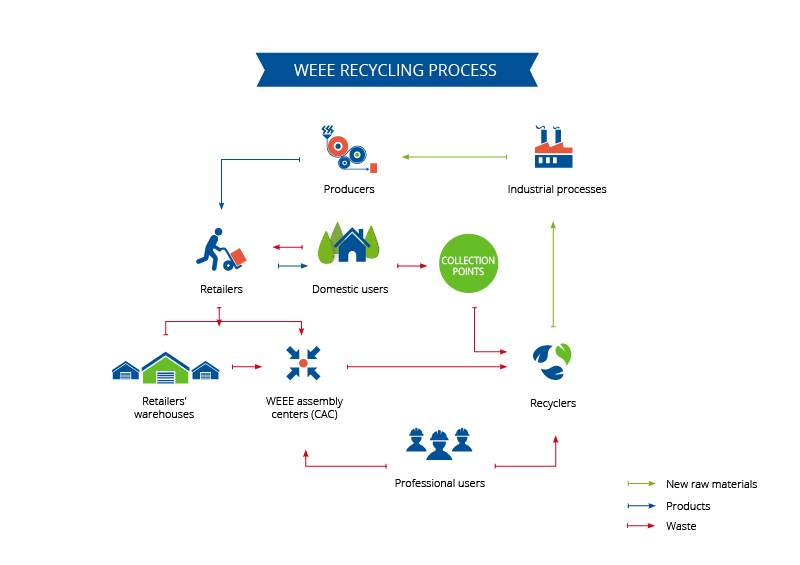 WEEE RECYCLING PROCESS
Producers
Industrial processes
Retailers
Domestic users
COLLECTION
POINTS
Retailers’
warehouses
WEEE assembly
centers (CAC)
Recyclers
Professional users
New raw materials
Products
Waste